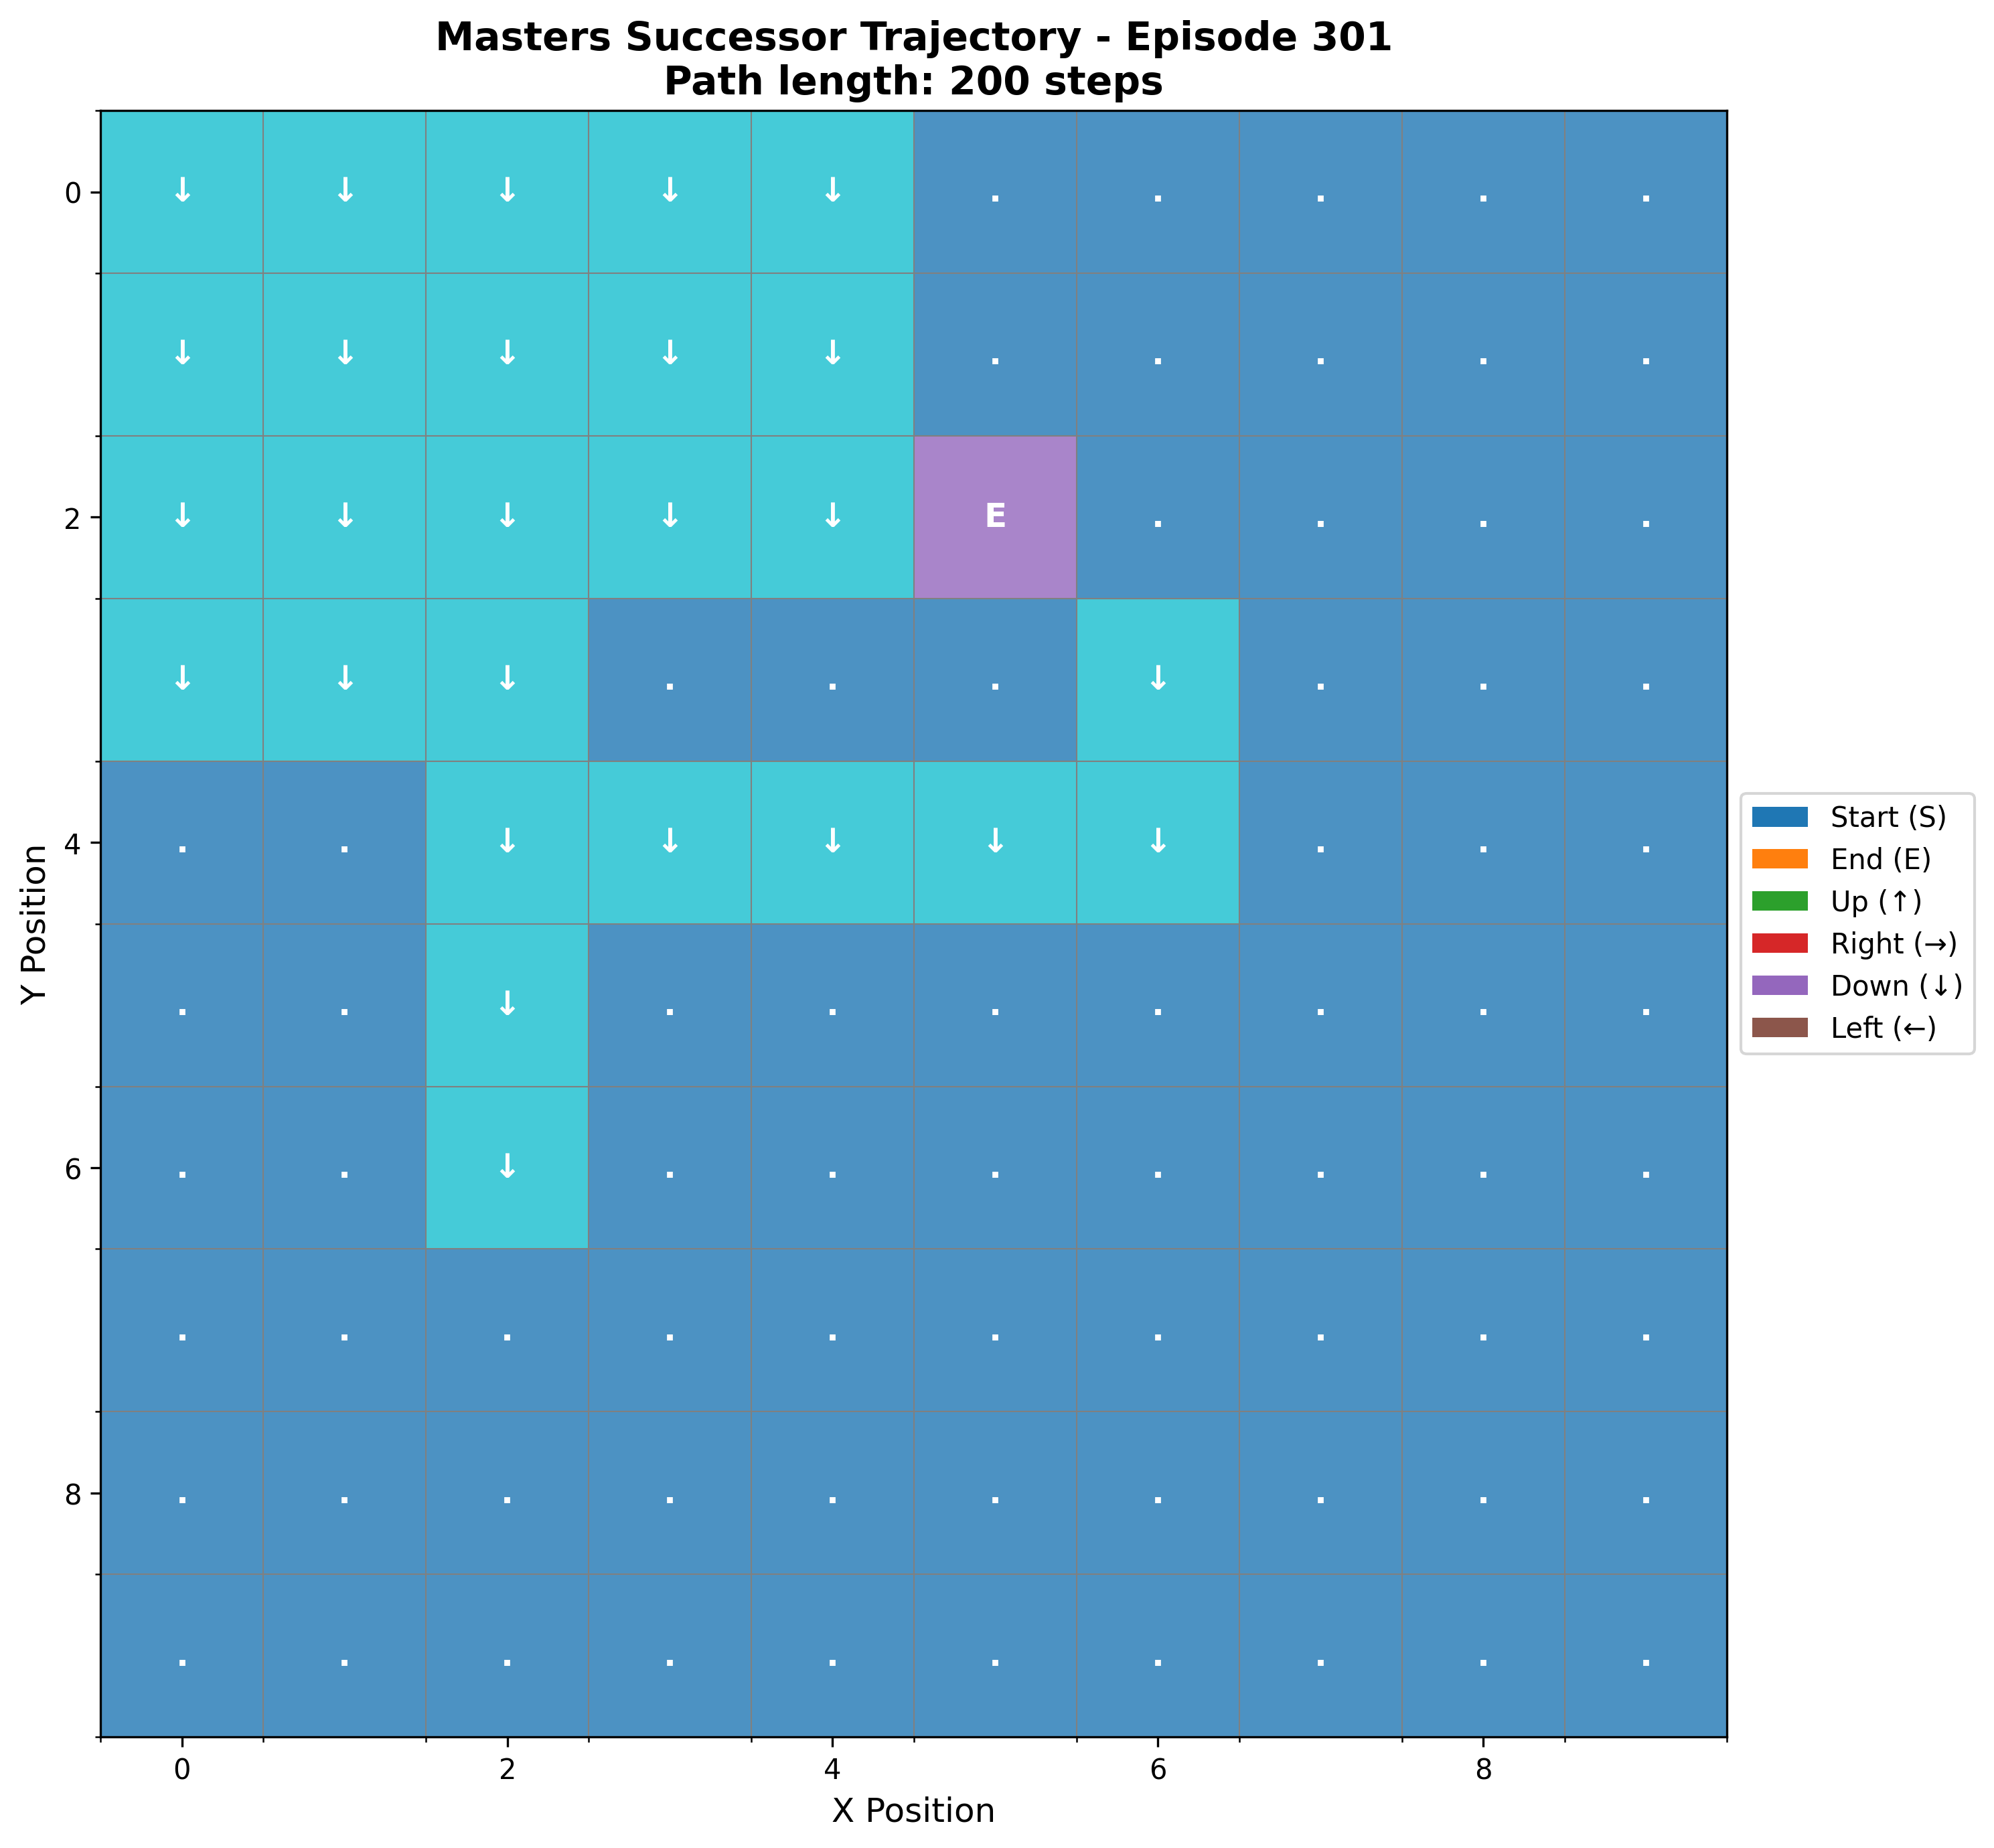 Masters Successor Trajectory - Episode 301
Path length: 200 steps
0 ↓ ↓ ↓ ↓ ↓ . . . . .
↓ ↓ ↓ ↓ ↓ . . . . .
2 ↓ ↓ ↓ ↓ ↓ E . . . .
↓ ↓ ↓ . . . ↓ . . .
4 . . ↓ ↓ ↓ ↓ ↓ . . .
. . ↓ . . . . . . .
6 . . ↓ . . . . . . .
. . . . . . . . . .
8 . . . . . . . . . .
. . . . . . . . . .
0 2 4 6 8
X Position
Y Position
Start (S)
End (E)
Up (↑)
Right (→)
Down (↓)
Left (←)